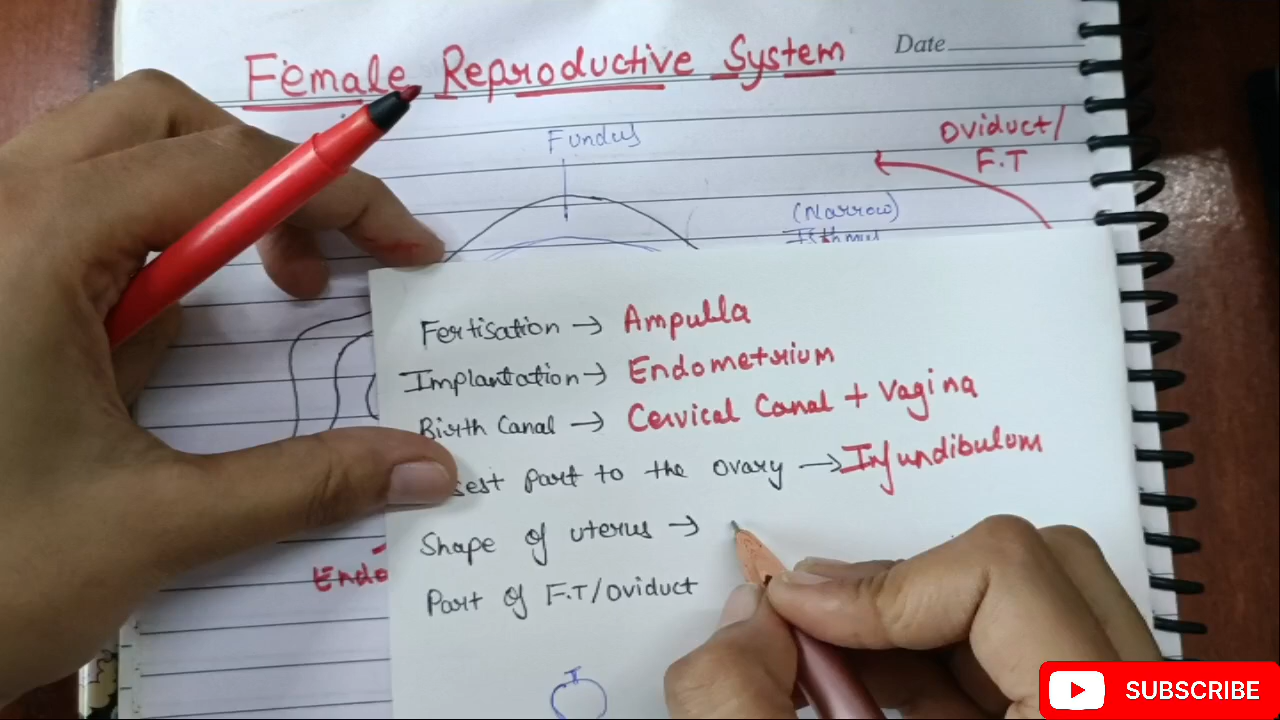 Female Reproductive System
Date
Fundus
Oviduct/
F.T
(Narrow)
Fertisation → Ampulla
Implantation → Endometrium
Birth Canal → Cervical Canal + Vagina
part to the ovary → Infundibulum
Shape of uterus →
Part of F.T/Oviduct
Endo
SUBSCRIBE